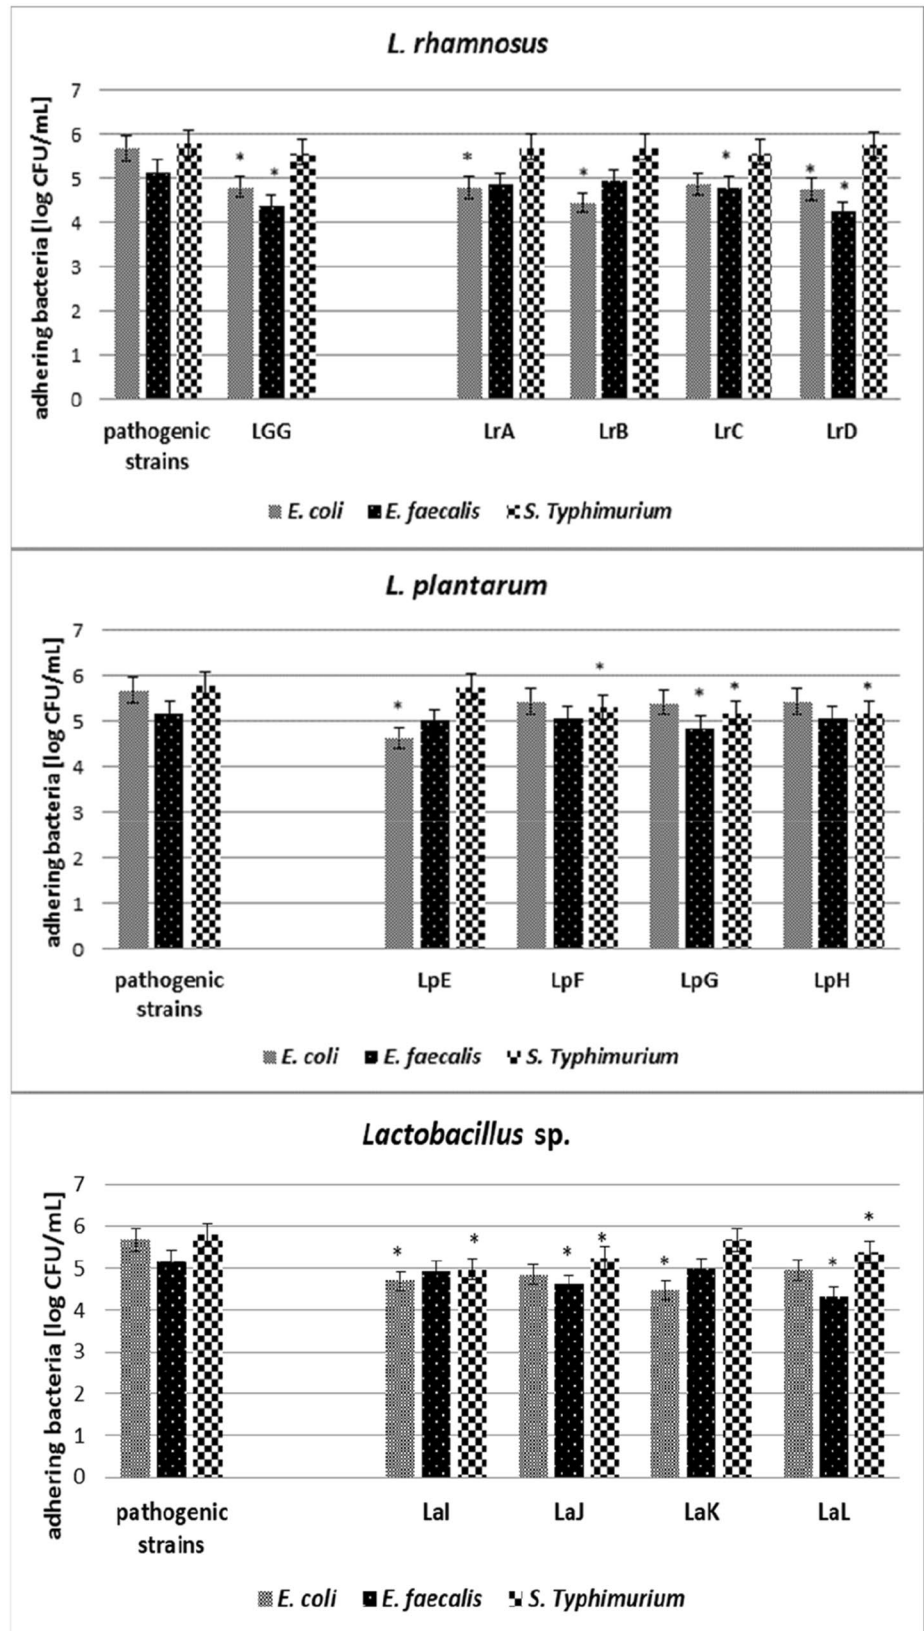 L. rhamnosus
adhering bacteria [log CFU/mL]
7
6
5
4
3
2
1
0
* * * * * * *
pathogenic strains LGG LrA LrB LrC LrD
E. coli E. faecalis S. Typhimurium
L. plantarum
adhering bacteria [log CFU/mL]
7
6
5
4
3
2
1
0
* * * * *
pathogenic strains LpE LpF LpG LpH
E. coli E. faecalis S. Typhimurium
Lactobacillus sp.
adhering bacteria [log CFU/mL]
7
6
5
4
3
2
1
0
* * * * * * *
pathogenic strains LaI LaJ LaK LaL
E. coli E. faecalis S. Typhimurium